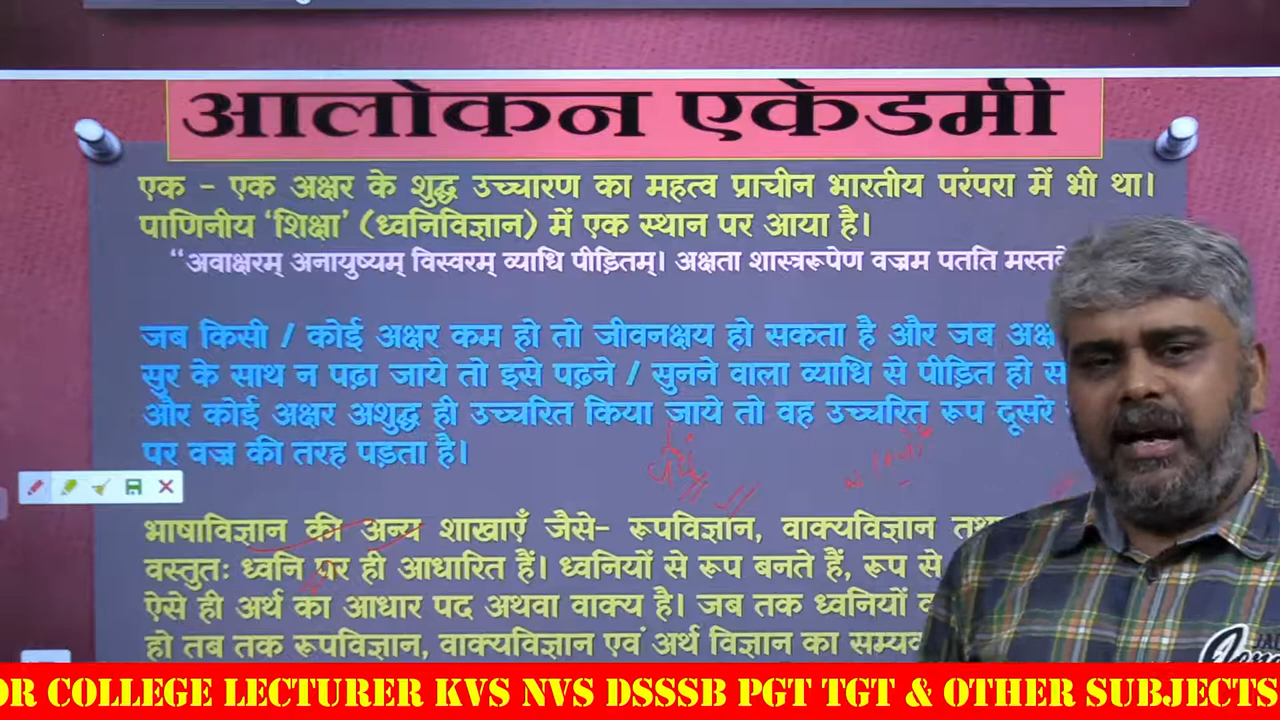 आलोकन एकेडमी
एक - एक अक्षर के शुद्ध उच्चारण का महत्व प्राचीन भारतीय परंपरा में भी था।
पाणिनीय ‘शिक्षा’ (ध्वनिविज्ञान) में एक स्थान पर आया है।
“अवाक्षरम् अनायुष्यम् विस्वरम् व्याधि पीड़ितम्। अक्षता शास्त्ररूपेण वज्रम पतति
जब किसी / कोई अक्षर कम हो तो जीवनक्षय हो सकता है और जब
सुर के साथ न पढ़ा जाये तो इसे पढ़ने / सुनने वाला व्याधि से पीड़ित हो
और कोई अक्षर अशुद्ध ही उच्चरित किया जाये तो वह उच्चरित रूप दूसरे
पर वज्र की तरह पड़ता है।
भाषाविज्ञान की अन्य शाखाएँ जैसे- रूपविज्ञान, वाक्यविज्ञान
वस्तुतः ध्वनि पर ही आधारित हैं। ध्वनियों से रूप बनते हैं, रूप से
ऐसे ही अर्थ का आधार पद अथवा वाक्य है। जब तक ध्वनियों
हो तब तक रूपविज्ञान, वाक्यविज्ञान एवं अर्थ विज्ञान का
OR COLLEGE LECTURER KVS NVS DSSSB PGT TGT & OTHER SUBJECTS